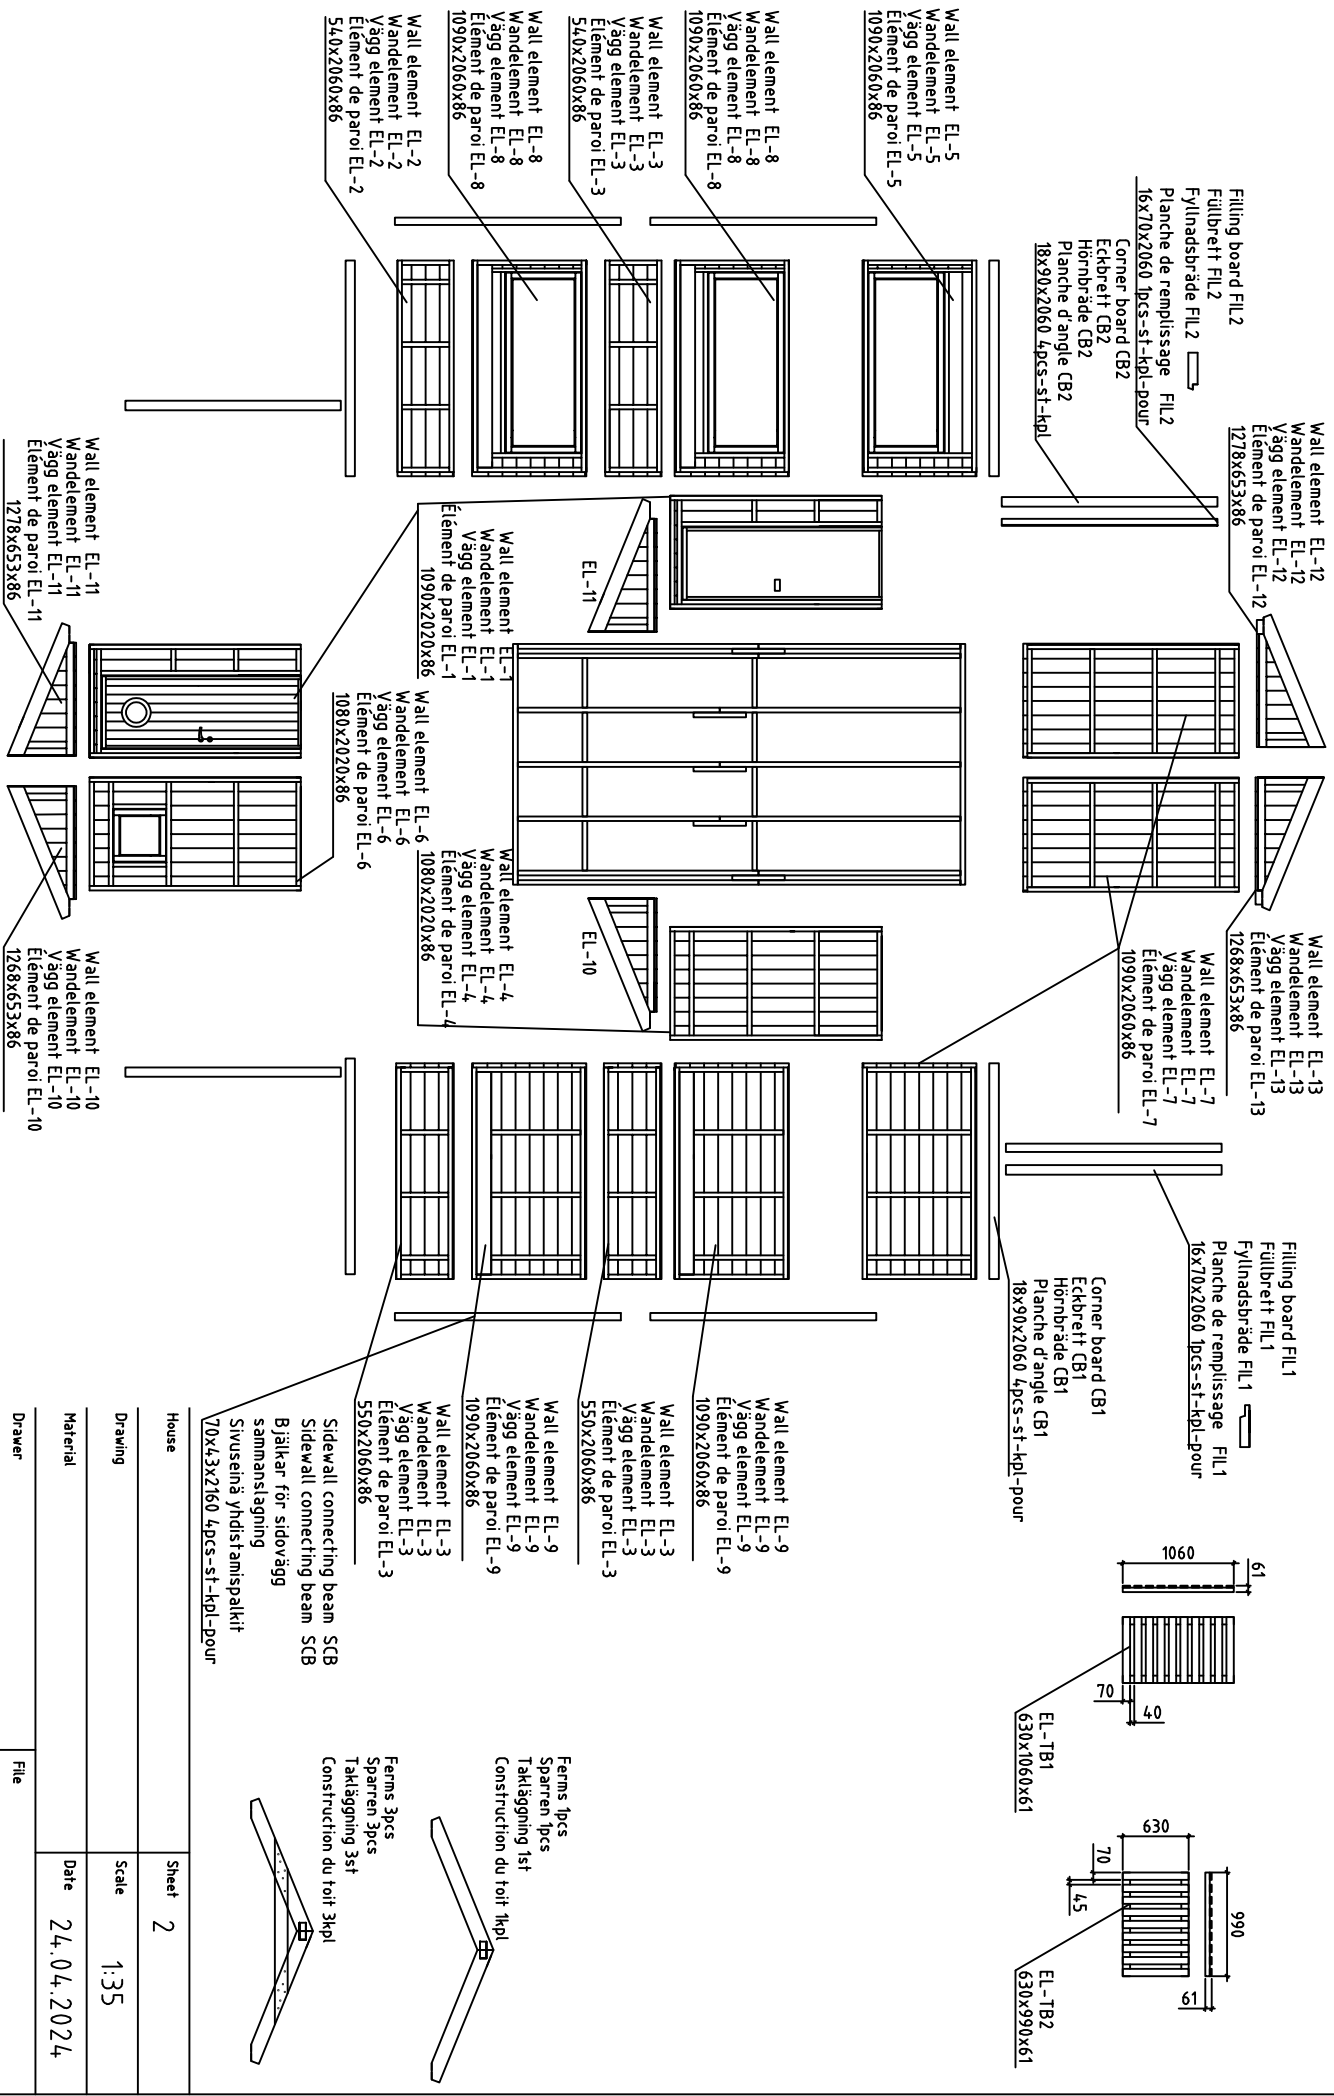 Wall element EL-5
Wandelement EL-5
Vägg element EL-5
Élément de paroi EL-5
1090x2060x86
Wall element EL-8
Wandelement EL-8
Vägg element EL-8
Élément de paroi EL-8
1090x2060x86
Wall element EL-3
Wandelement EL-3
Vägg element EL-3
Élément de paroi EL-3
540x2060x86
Wall element EL-8
Wandelement EL-8
Vägg element EL-8
Élément de paroi EL-8
1090x2060x86
Wall element EL-2
Wandelement EL-2
Vägg element EL-2
Élément de paroi EL-2
540x2060x86
Filling board FIL2
Füllbrett FIL2
Fyllnadsbräde FIL2
Planche de remplissage FIL2
16x70x2060 1pcs-st-kpl-pour
Corner board CB2
Eckbrett CB2
Hörnbräde CB2
Planche d'angle CB2
18x90x2060 4pcs-st-kpl
Wall element EL-12
Wandelement EL-12
Vägg element EL-12
Élément de paroi EL-12
1278x653x86
EL-11
Wall element EL-1
Wandelement EL-1
Vägg element EL-1
Élément de paroi EL-1
1090x2020x86
Wall element EL-11
Wandelement EL-11
Vägg element EL-11
Élément de paroi EL-11
1278x653x86
Wall element EL-6
Wandelement EL-6
Vägg element EL-6
Élément de paroi EL-6
1080x2020x86
Wall element EL-4
Wandelement EL-4
Vägg element EL-4
Élément de paroi EL-4
1080x2020x86
EL-10
Wall element EL-13
Wandelement EL-13
Vägg element EL-13
Élément de paroi EL-13
1268x653x86
Wall element EL-7
Wandelement EL-7
Vägg element EL-7
Élément de paroi EL-7
1090x2060x86
Wall element EL-10
Wandelement EL-10
Vägg element EL-10
Élément de paroi EL-10
1268x653x86
Filling board FIL1
Füllbrett FIL1
Fyllnadsbräde FIL1
Planche de remplissage FIL1
16x70x2060 1pcs-st-kpl-pour
Corner board CB1
Eckbrett CB1
Hörnbräde CB1
Planche d'angle CB1
18x90x2060 4pcs-st-kpl-pour
Wall element EL-9
Wandelement EL-9
Vägg element EL-9
Élément de paroi EL-9
1090x2060x86
Wall element EL-3
Wandelement EL-3
Vägg element EL-3
Élément de paroi EL-3
550x2060x86
Wall element EL-9
Wandelement EL-9
Vägg element EL-9
Élément de paroi EL-9
1090x2060x86
Wall element EL-3
Wandelement EL-3
Vägg element EL-3
Élément de paroi EL-3
550x2060x86
Sidewall connecting beam SCB
Sidewall connecting beam SCB
Bjälkar för sidovägg
sammanslagning
Sivuseinä yhdistamispalkit
70x43x2160 4pcs-st-kpl-pour
1060
61
70
40
EL-TB1
630x1060x61
630
990
70
45
61
EL-TB2
630x990x61
Ferms 1pcs
Sparren 1pcs
Takläggning 1st
Construction du toit 1kpl
Ferms 3pcs
Sparren 3pcs
Takläggning 3st
Construction du toit 3kpl
House
Sheet 2
Drawing
Scale 1:35
Material
Date 24.04.2024
Drawer
File